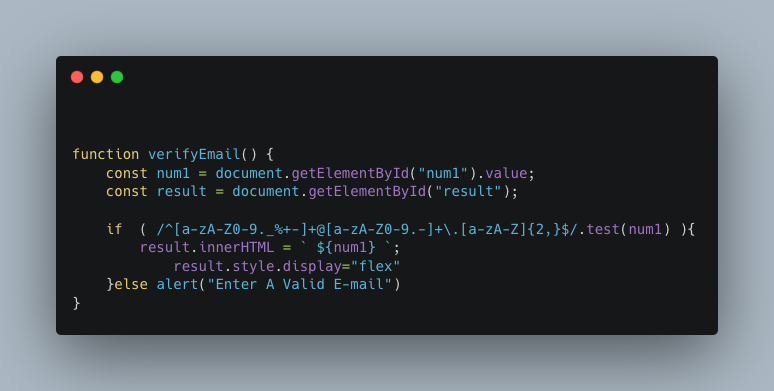 function verifyEmail() {
    const num1 = document.getElementById("num1").value;
    const result = document.getElementById("result");

    if  ( /^[a-zA-Z0-9._%+-]+@[a-zA-Z0-9.-]+\.[a-zA-Z]{2,}$/.test(num1) ){
        result.innerHTML = ` ${num1} `;
            result.style.display="flex"
    }else alert("Enter A Valid E-mail")
}